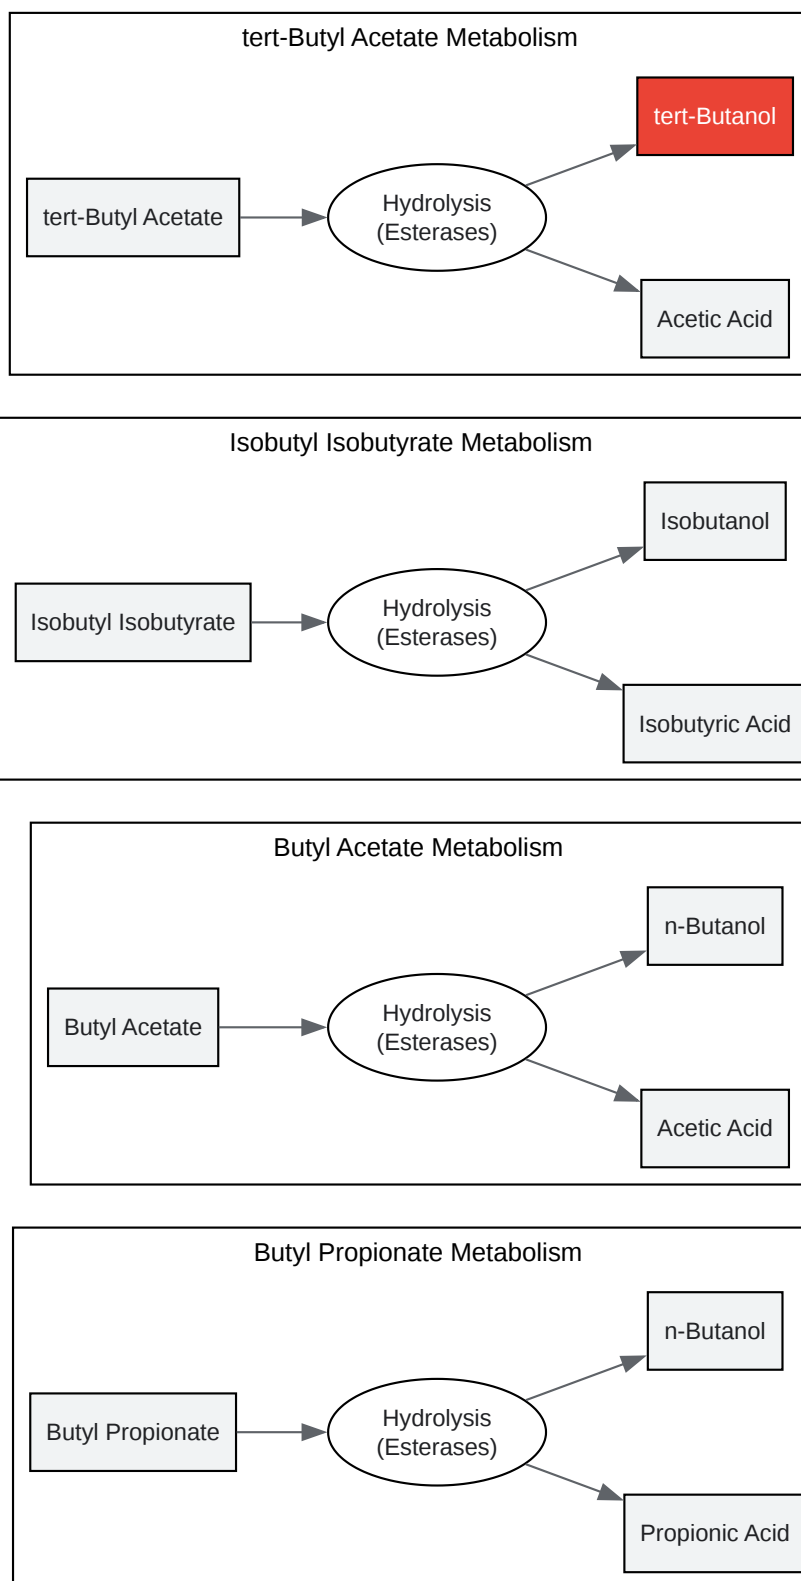 tert-Butyl Acetate Metabolism
tert-Butanol
tert-Butyl Acetate
Hydrolysis
(Esterases)
Acetic Acid
Isobutyl Isobutyrate Metabolism
Isobutanol
Isobutyl Isobutyrate
Hydrolysis
(Esterases)
Isobutyric Acid
Butyl Acetate Metabolism
n-Butanol
Butyl Acetate
Hydrolysis
(Esterases)
Acetic Acid
Butyl Propionate Metabolism
n-Butanol
Butyl Propionate
Hydrolysis
(Esterases)
Propionic Acid